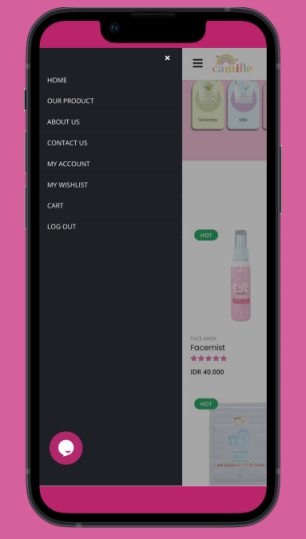 ×
HOME
OUR PRODUCT
ABOUT US
CONTACT US
MY ACCOUNT
MY WISHLIST
CART
LOG OUT
camille
HOT
FACE MASK
Facemist
IDR 40.000
HOT